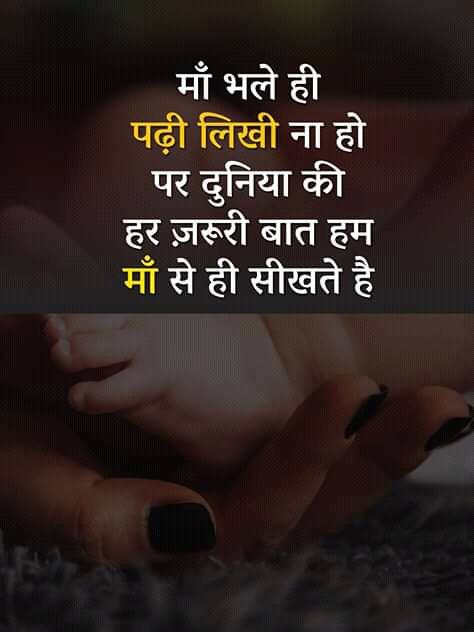 माँ भले ही
पढ़ी लिखी ना हो
पर दुनिया की
हर ज़रूरी बात हम
माँ से ही सीखते है